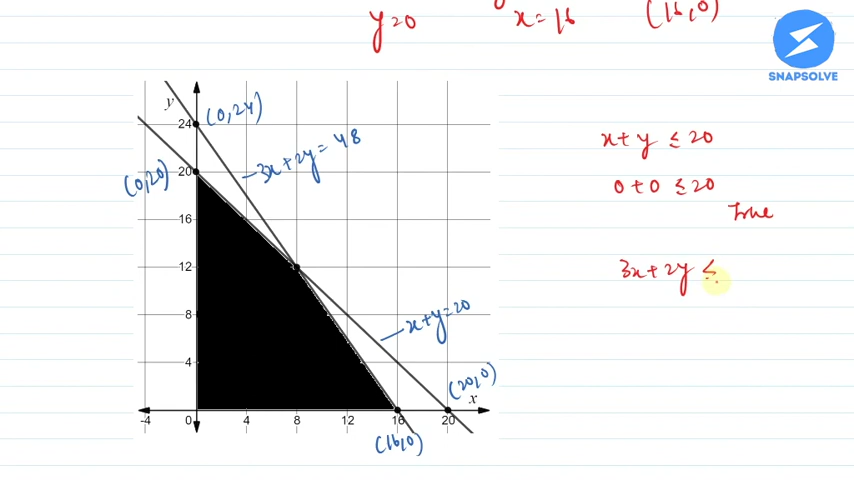 y=0
x=16
(16,0)
SNAPSOLVE
y
24
(0,24)
3x+2y=48
(0,20)
20
16
12
8
x+y=20
4
(20,0)
x
-4
0
4
8
12
16
20
(16,0)
x+y ≤20
0+0 ≤20
True
3x+2y ≤